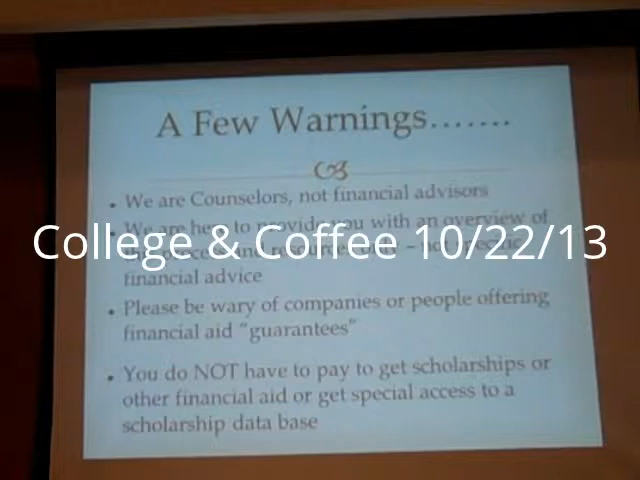 A Few Warnings…….
• We are Counselors, not financial advisors
• We are here to provide you with an overview of
College & Coffee 10/22/13
financial advice
• Please be wary of companies or people offering
financial aid "guarantees"
• You do NOT have to pay to get scholarships or
other financial aid or get special access to a
scholarship data base